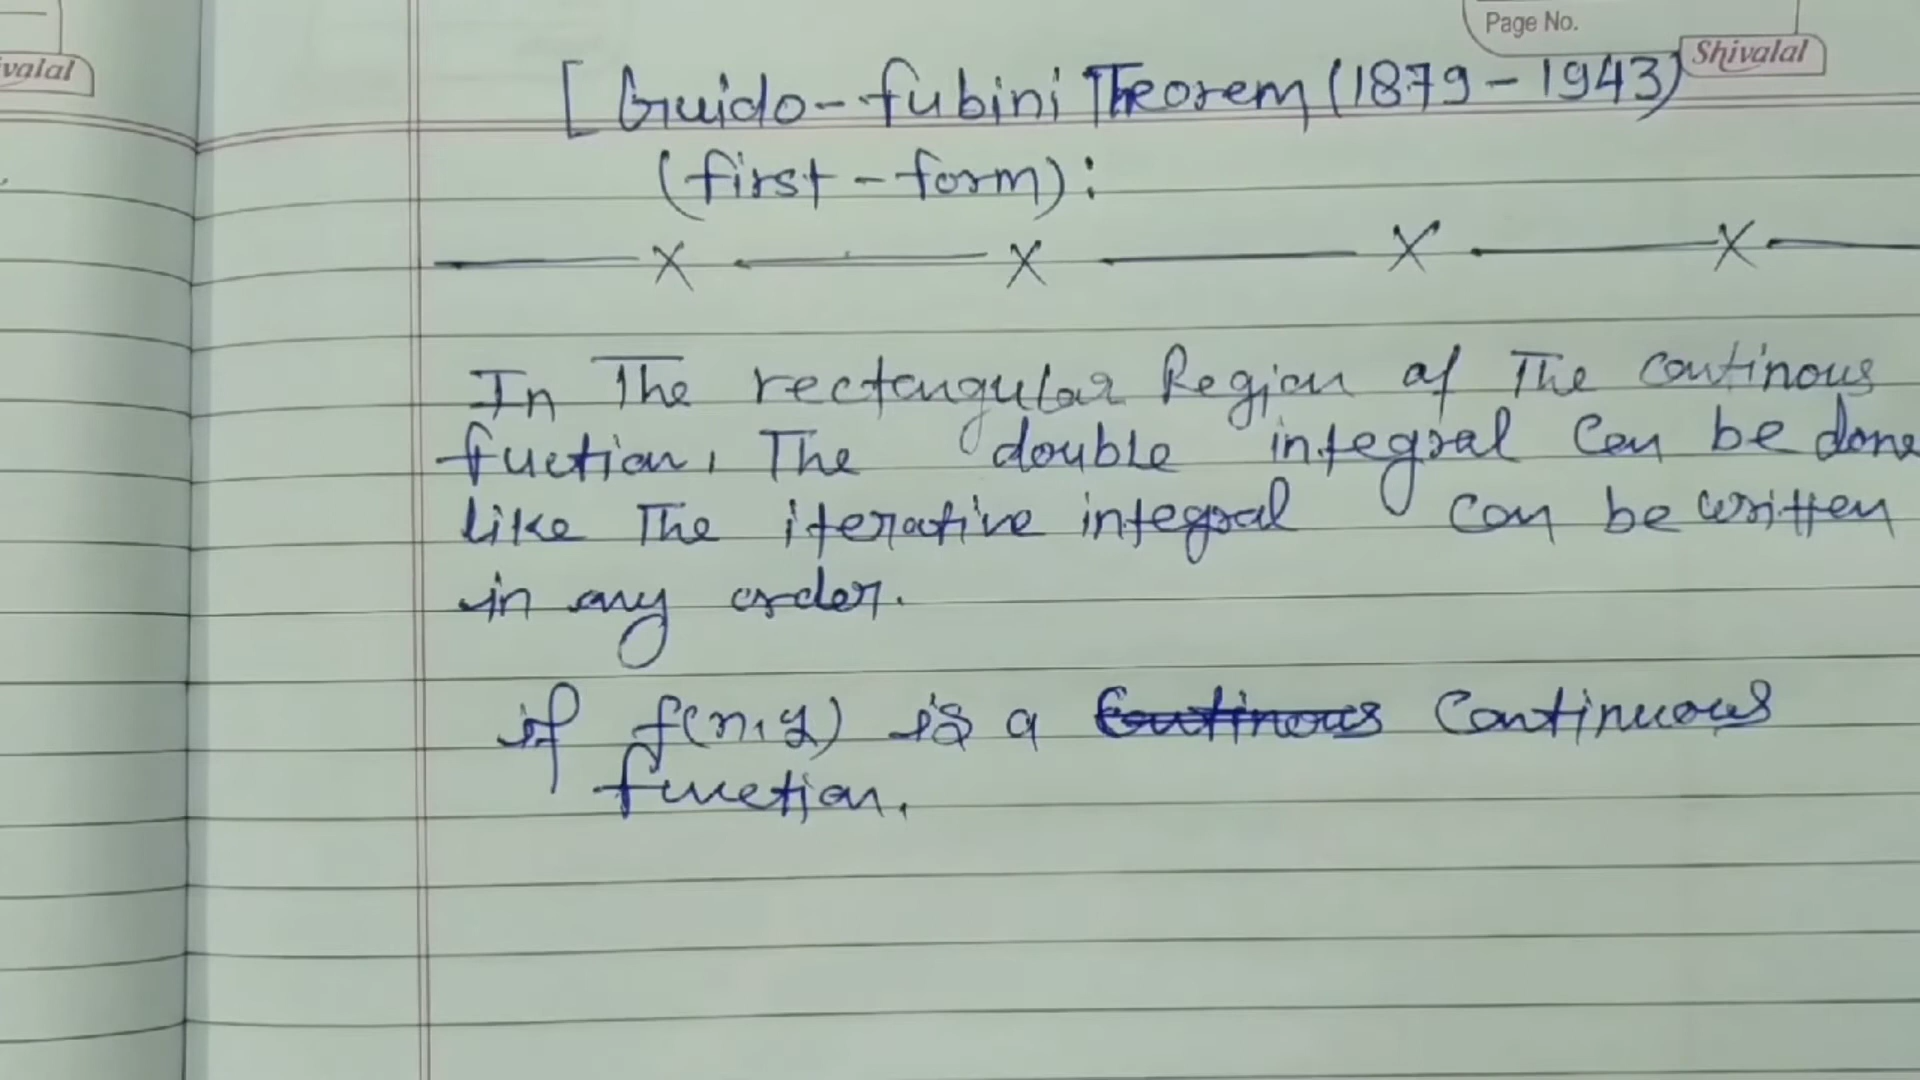 Page No.
Shivalal
valal
[ Guido-fubini Theorem (1879-1943)
(first-form):
In The rectangular Region of The continous
fuction, The double integral can be done
like The iterative integral can be written
in any order.
if f(x,y) is a Continous Continuous
function,